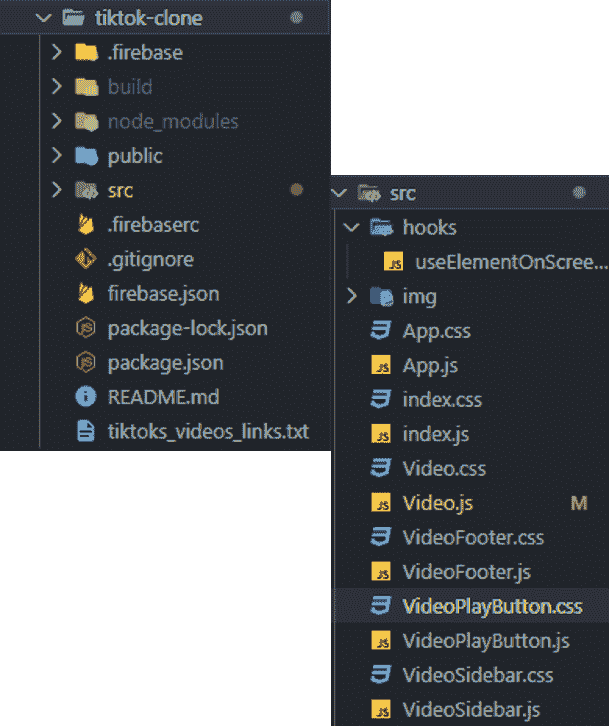 tiktok-clone
.firebase
build
node_modules
public
src
.firebaserc
.gitignore
firebase.json
package-lock.json
package.json
README.md
tiktoks_videos_links.txt
src
hooks
useElementOnScree...
img
App.css
App.js
index.css
index.js
Video.css
Video.js M
VideoFooter.css
VideoFooter.js
VideoPlayButton.css
VideoPlayButton.js
VideoSidebar.css
VideoSidebar.js